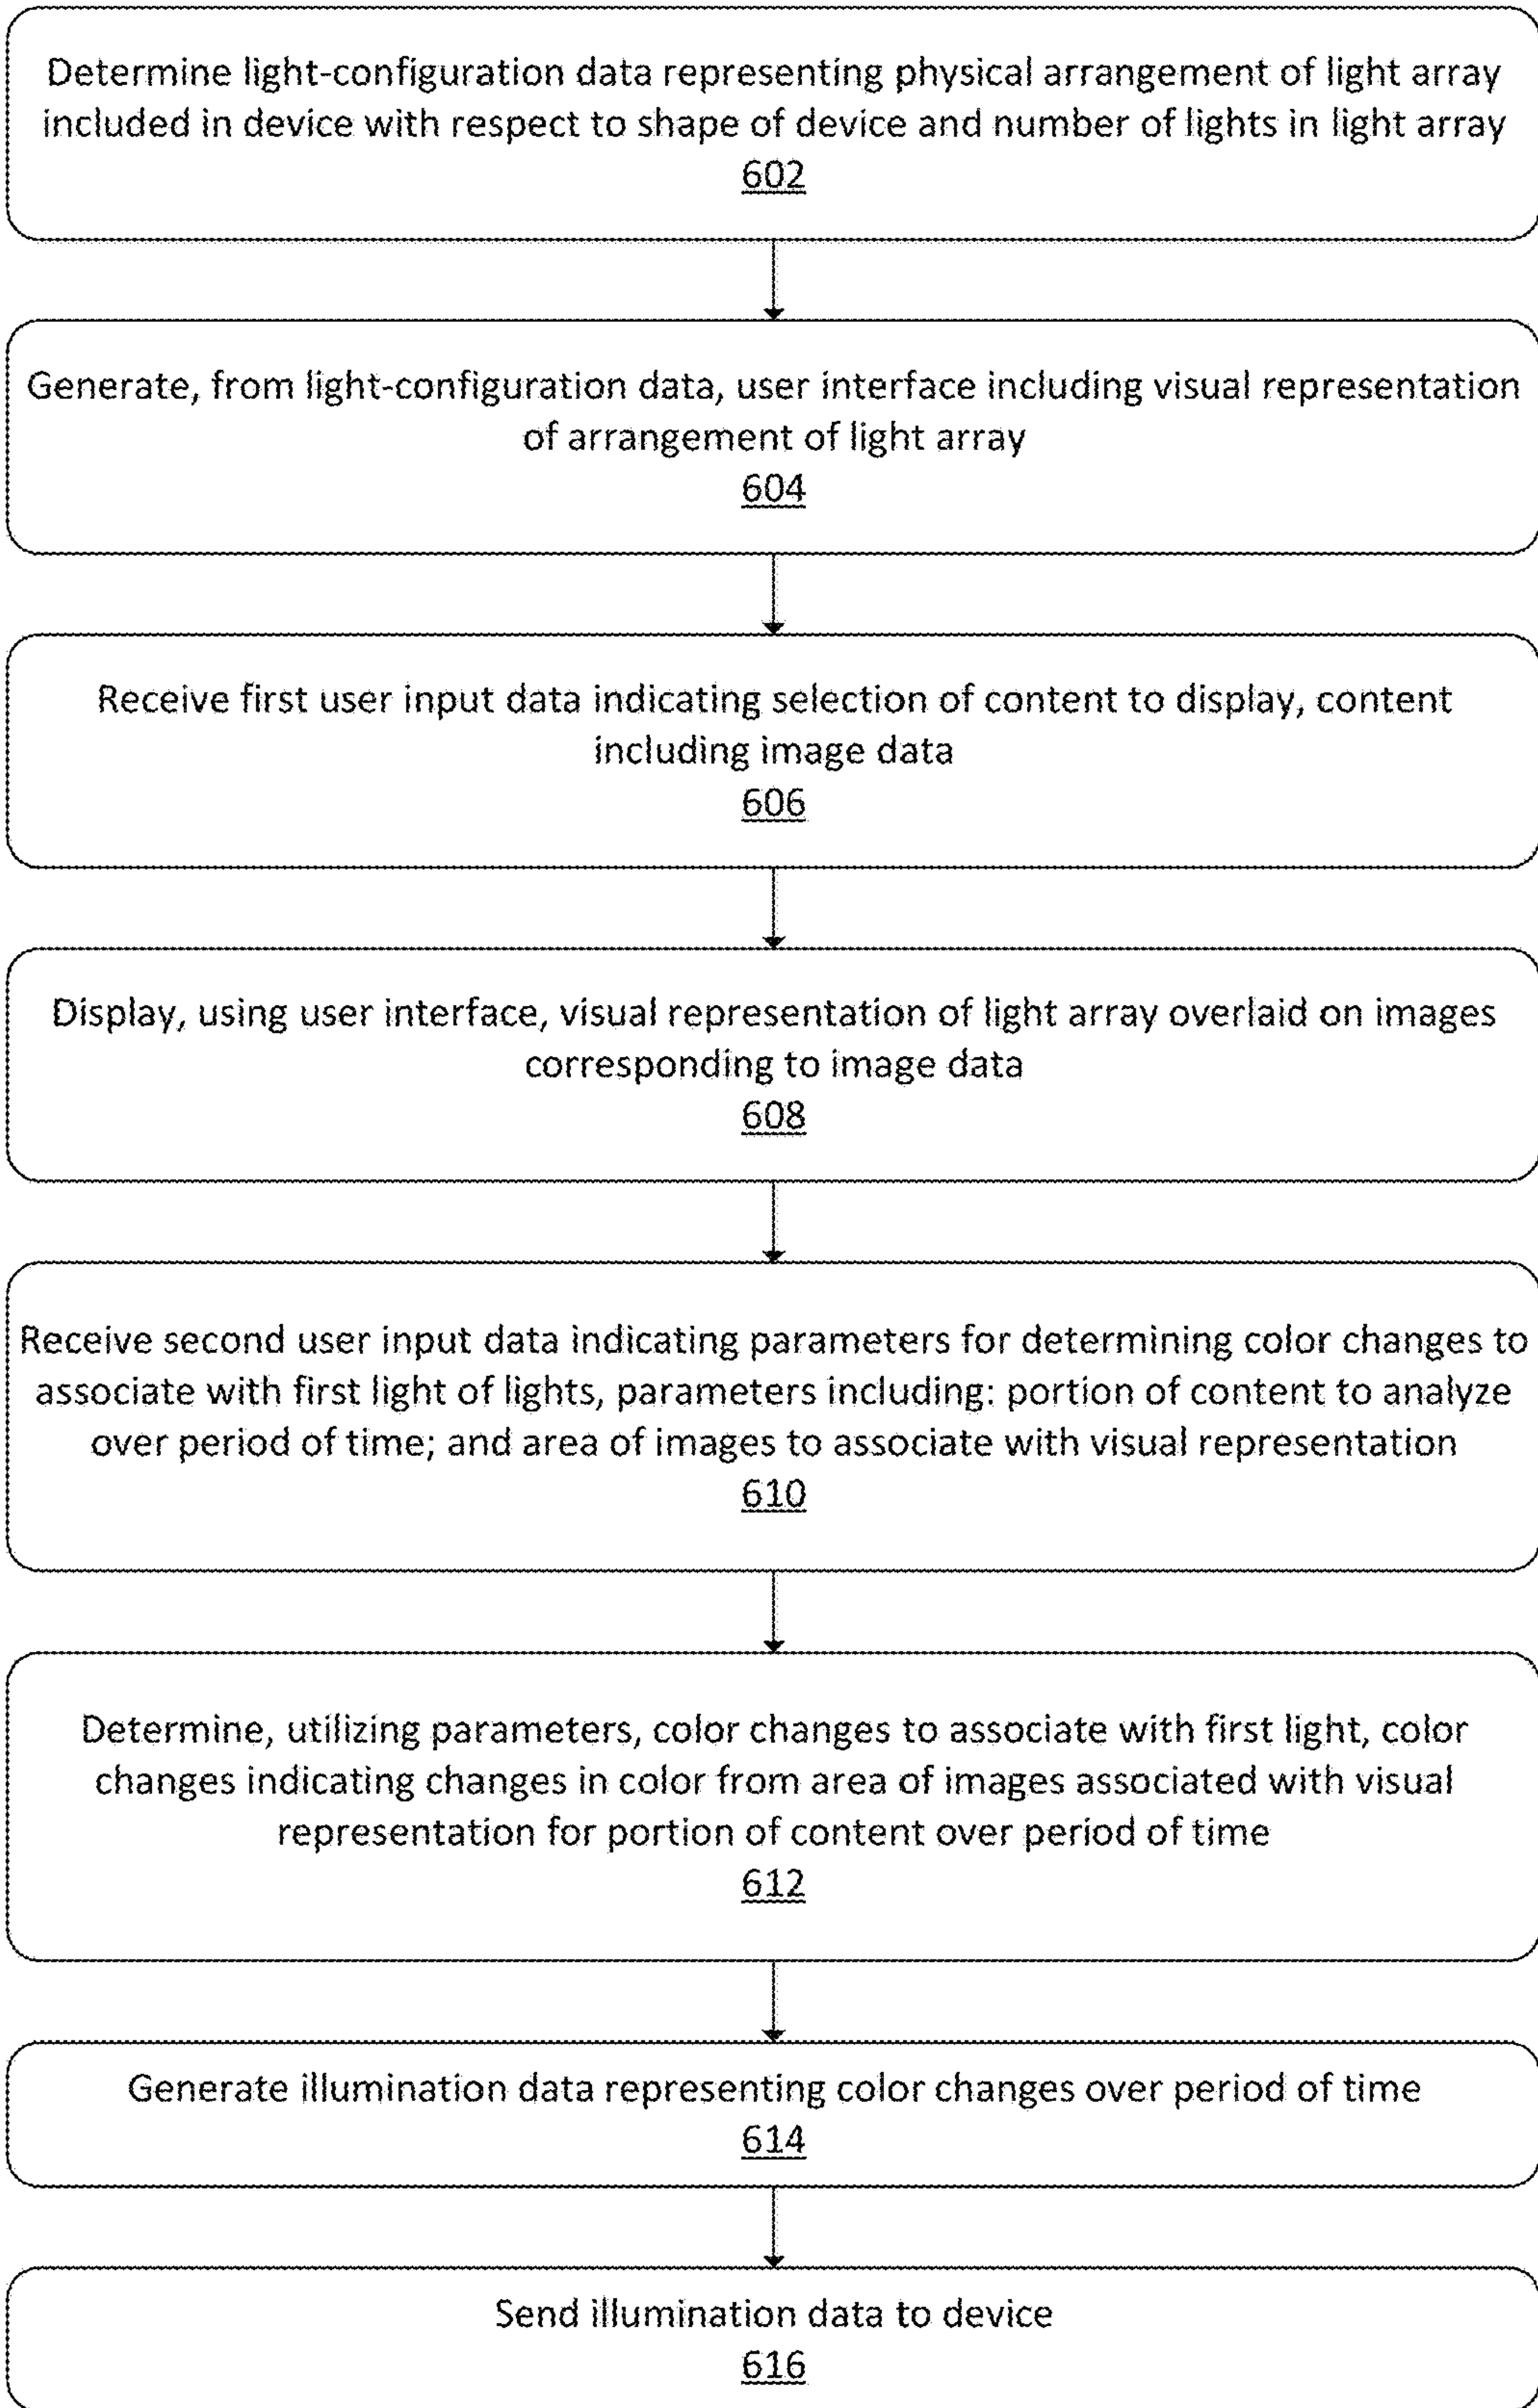 Determine light-configuration data representing physical arrangement of light array
included in device with respect to shape of device and number of lights in light array
602
Generate, from light-configuration data, user interface including visual representation
of arrangement of light array
604
Receive first user input data indicating selection of content to display, content
including image data
606
Display, using user interface, visual representation of light array overlaid on images
corresponding to image data
608
Receive second user input data indicating parameters for determining color changes to
associate with first light of lights, parameters including: portion of content to analyze
over period of time; and area of images to associate with visual representation
610
Determine, utilizing parameters, color changes to associate with first light, color
changes indicating changes in color from area of images associated with visual
representation for portion of content over period of time
612
Generate illumination data representing color changes over period of time
614
Send illumination data to device
616